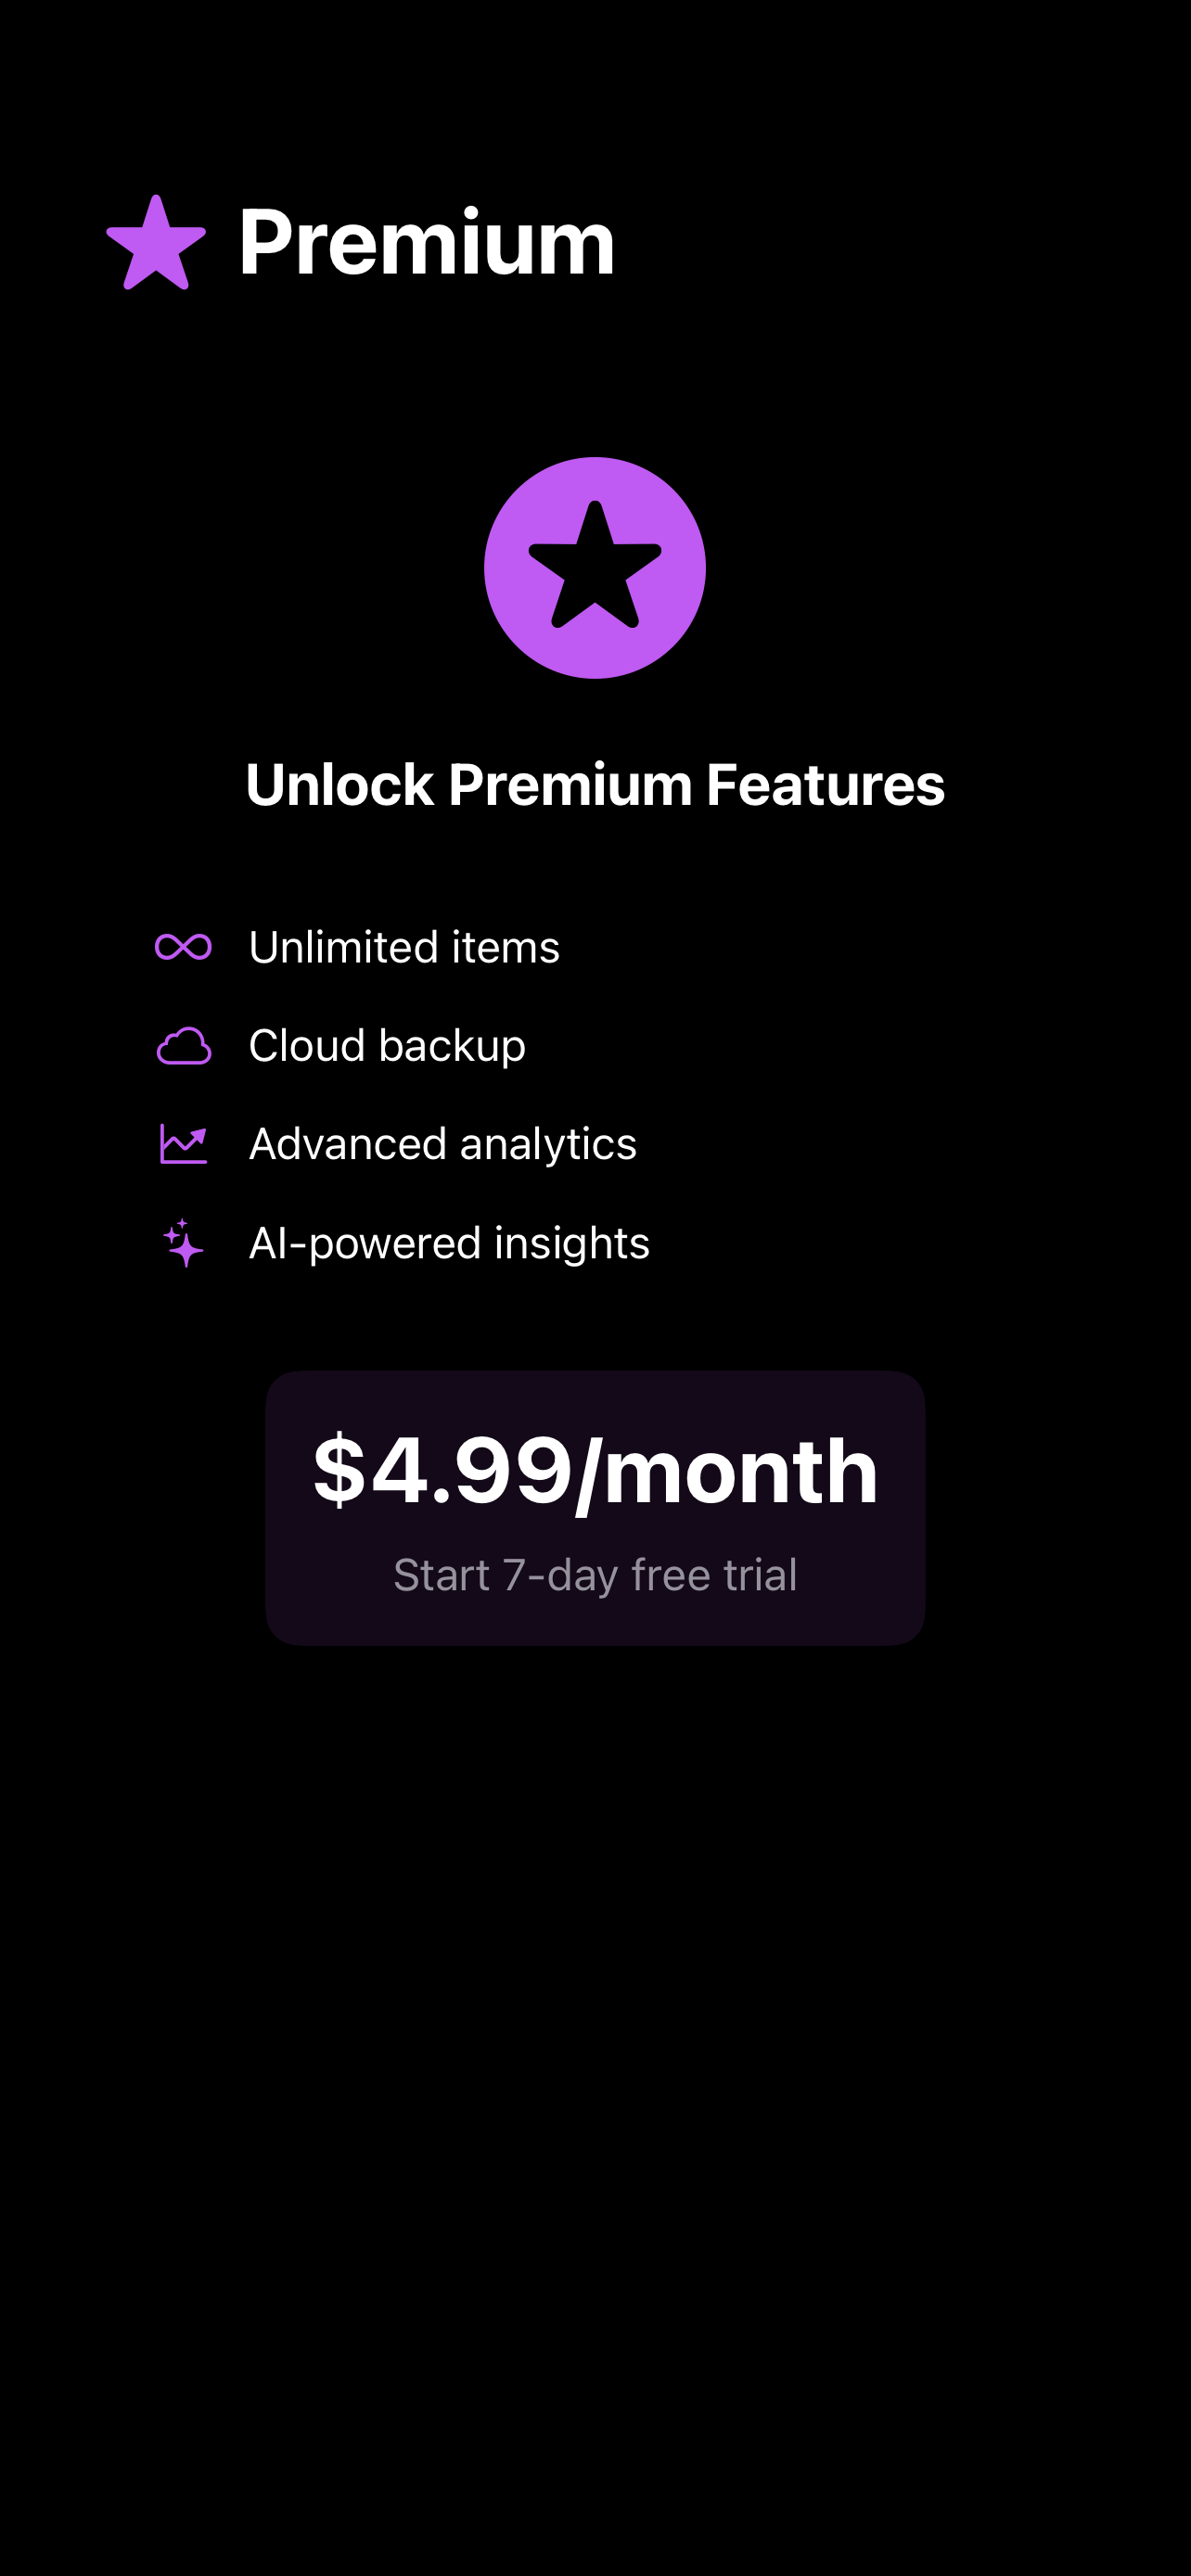 Premium
Unlock Premium Features
Unlimited items
Cloud backup
Advanced analytics
AI-powered insights
$4.99/month
Start 7-day free trial